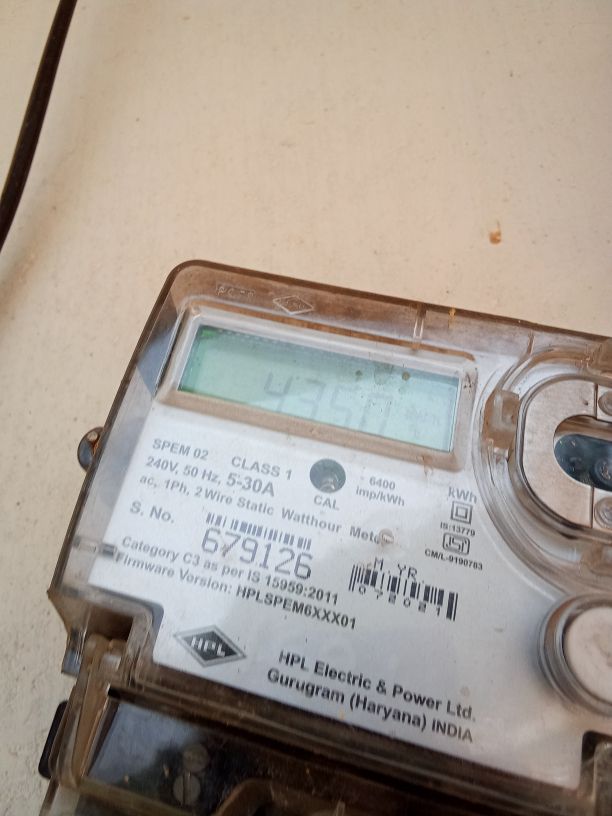 4350
SPEM 02 CLASS 1
6400
imp/kWh
kWh
240V, 50 Hz, 5-30A
CAL
ac, 1Ph, 2 Wire Static Watthour Meter
IS:13779
CM/L-9190783
S. No.
679126
M YR
072021
Category C3 as per IS 15959:2011
Firmware Version: HPLSPEM6XXX01
HPL
HPL Electric & Power Ltd.
Gurugram (Haryana) INDIA